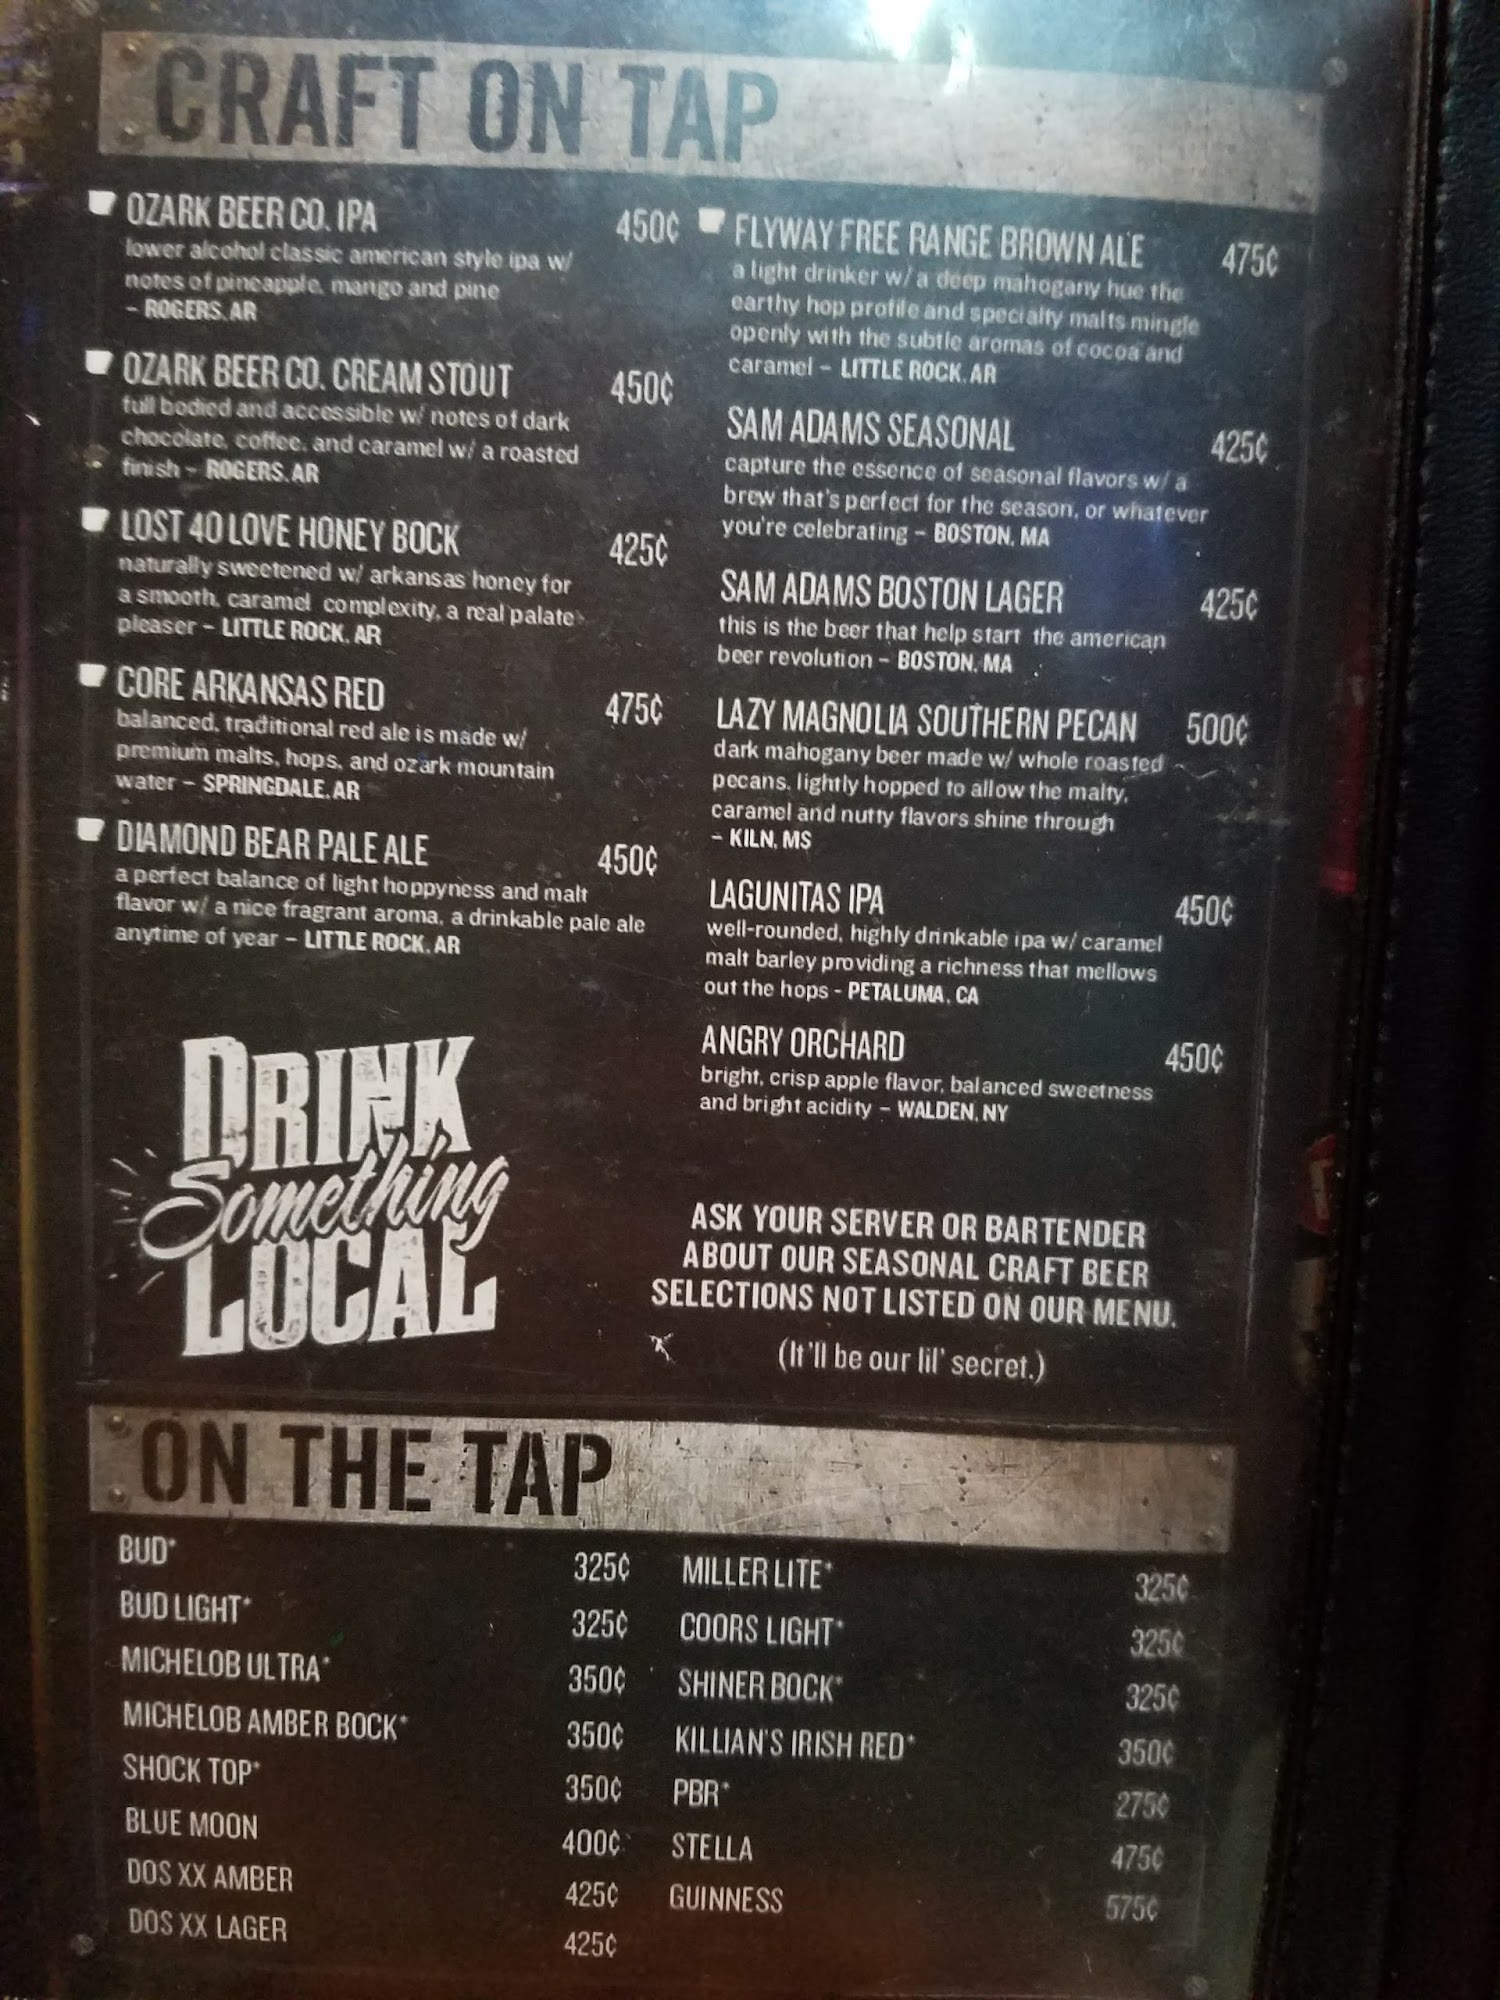 CRAFT ON TAP
OZARK BEER CO. IPA 450¢
lower alcohol classic american style ipa w/
notes of pineapple, mango and pine
– ROGERS, AR
OZARK BEER CO. CREAM STOUT 450¢
full bodied and accessible w/ notes of dark
chocolate, coffee, and caramel w/ a roasted
finish – ROGERS, AR
LOST 40 LOVE HONEY BOCK 425¢
naturally sweetened w/ arkansas honey for
a smooth, caramel complexity, a real palate
pleaser – LITTLE ROCK, AR
CORE ARKANSAS RED 475¢
balanced, traditional red ale is made w/
premium malts, hops, and ozark mountain
water – SPRINGDALE, AR
DIAMOND BEAR PALE ALE 450¢
a perfect balance of light hoppyness and malt
flavor w/ a nice fragrant aroma, a drinkable pale ale
anytime of year – LITTLE ROCK, AR
DRINK
Something
LOCAL
FLYWAY FREE RANGE BROWN ALE 475¢
a light drinker w/ a deep mahogany hue the
earthy hop profile and specialty malts mingle
openly with the subtle aromas of cocoa and
caramel – LITTLE ROCK, AR
SAM ADAMS SEASONAL 425¢
capture the essence of seasonal flavors w/ a
brew that's perfect for the season, or whatever
you're celebrating – BOSTON, MA
SAM ADAMS BOSTON LAGER 425¢
this is the beer that help start the american
beer revolution – BOSTON, MA
LAZY MAGNOLIA SOUTHERN PECAN 500¢
dark mahogany beer made w/ whole roasted
pecans, lightly hopped to allow the malty,
caramel and nutty flavors shine through
– KILN, MS
LAGUNITAS IPA 450¢
well-rounded, highly drinkable ipa w/ caramel
malt barley providing a richness that mellows
out the hops - PETALUMA, CA
ANGRY ORCHARD 450¢
bright, crisp apple flavor, balanced sweetness
and bright acidity – WALDEN, NY
ASK YOUR SERVER OR BARTENDER
ABOUT OUR SEASONAL CRAFT BEER
SELECTIONS NOT LISTED ON OUR MENU.
(It'll be our lil' secret.)
ON THE TAP
BUD* 325¢
BUD LIGHT* 325¢
MICHELOB ULTRA* 350¢
MICHELOB AMBER BOCK* 350¢
SHOCK TOP* 350¢
BLUE MOON 400¢
DOS XX AMBER 425¢
DOS XX LAGER 425¢
MILLER LITE* 325¢
COORS LIGHT* 325¢
SHINER BOCK* 325¢
KILLIAN'S IRISH RED* 350¢
PBR* 275¢
STELLA 475¢
GUINNESS 575¢